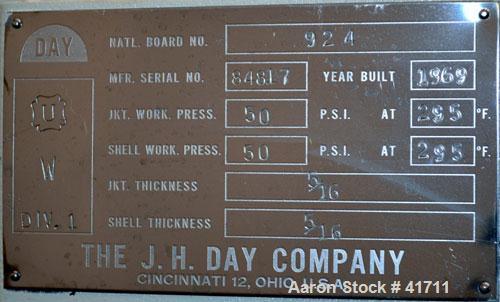 DAY
NATL. BOARD NO. 924
MFR. SERIAL NO. 84817 YEAR BUILT 1969
U
JKT. WORK. PRESS. 50 P.S.I. AT 295 °F.
W
SHELL WORK. PRESS. 50 P.S.I. AT 295 °F.
JKT. THICKNESS 5/16
DIV. 1
SHELL THICKNESS 5/16
THE J. H. DAY COMPANY
CINCINNATI 12, OHIO, U.S.A.
Aaron Stock # 41711